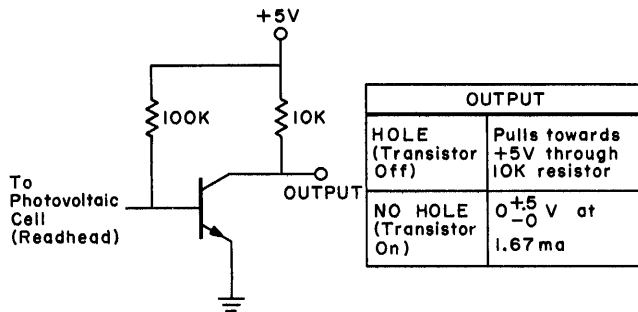 +5V
100K
10K
To
Photovoltaic
Cell
(Readhead)
OUTPUT
OUTPUT
HOLE
(Transistor
Off)
Pulls towards
+5V through
10K resistor
NO HOLE
(Transistor
On)
0 +.5 -0 V at
1.67 ma